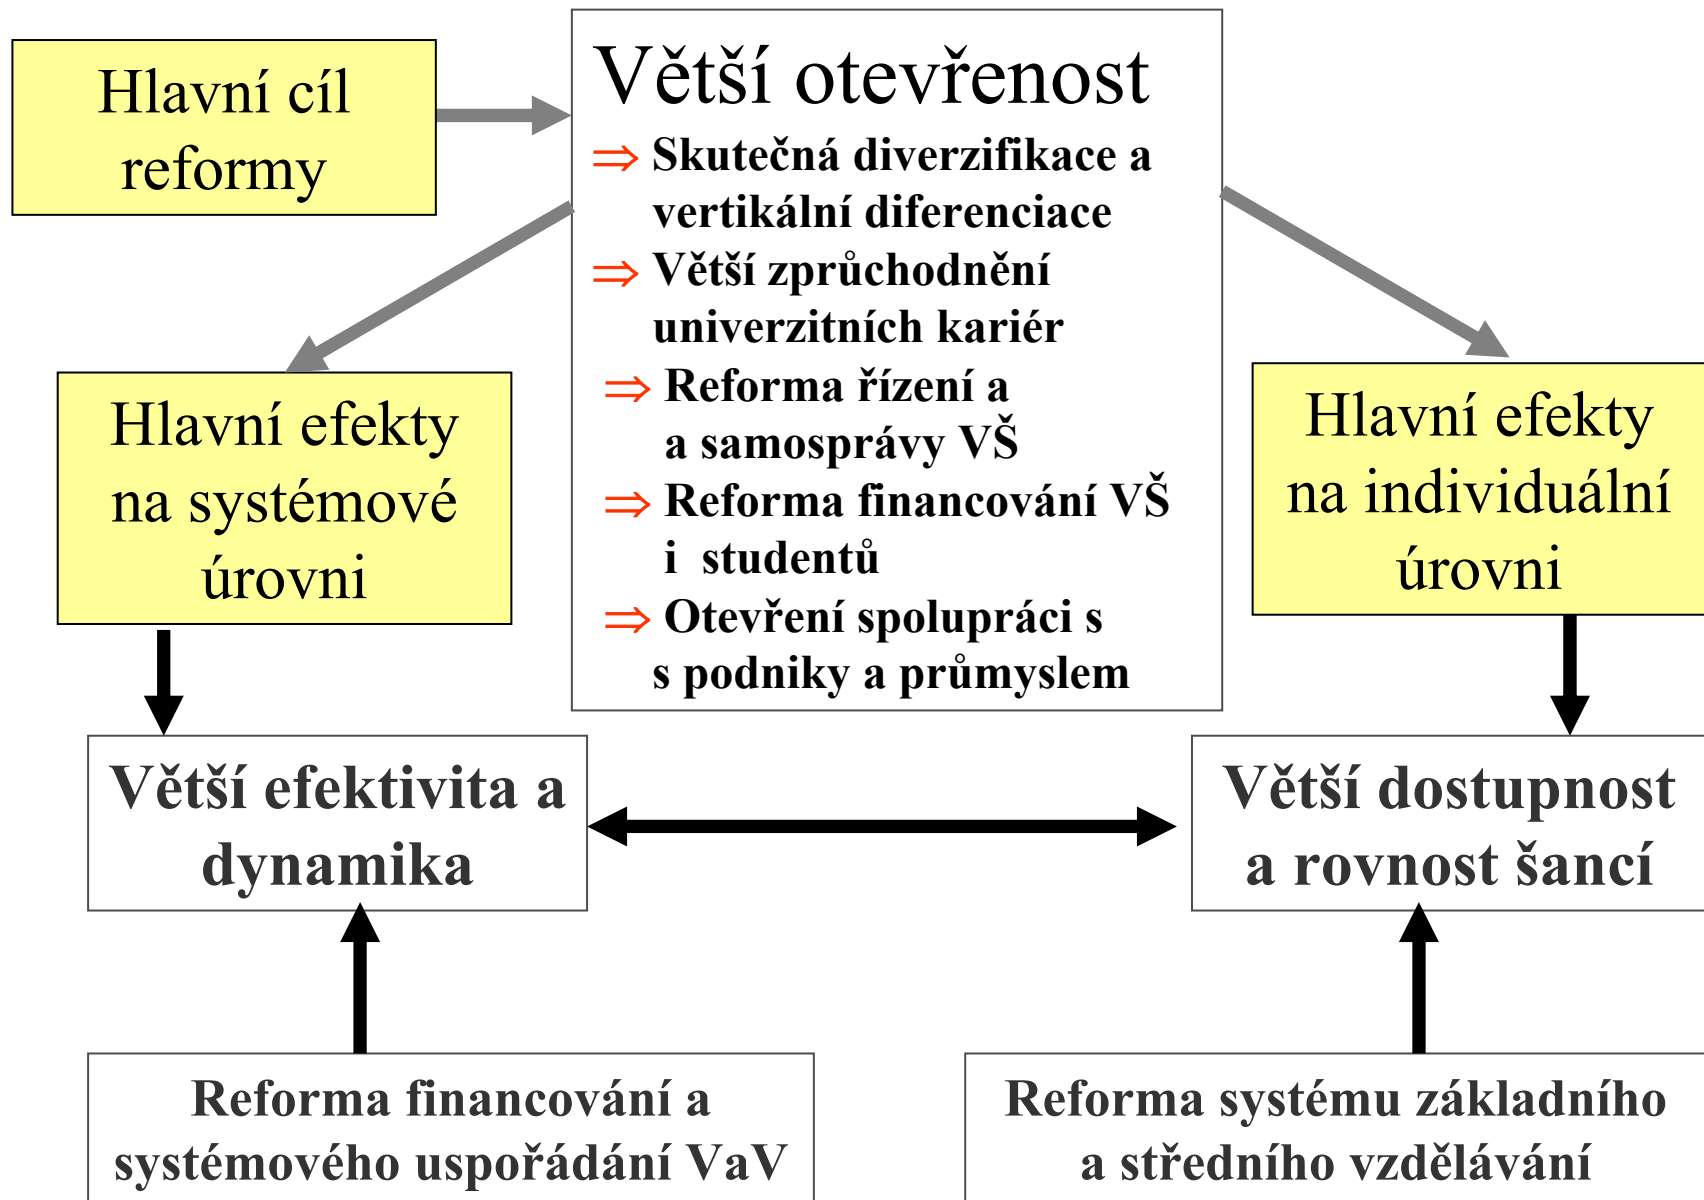 Hlavní cíl
reformy
Větší otevřenost
⇒ Skutečná diverzifikace a
vertikální diferenciace
⇒ Větší zprůchodnění
univerzitních kariér
⇒ Reforma řízení a
a samosprávy VŠ
⇒ Reforma financování VŠ
i studentů
⇒ Otevření spolupráci s
s podniky a průmyslem
Hlavní efekty
na systémové
úrovni
Hlavní efekty
na individuální
úrovni
Větší efektivita a
dynamika
Větší dostupnost
a rovnost šancí
Reforma financování a
systémového uspořádání VaV
Reforma systému základního
a středního vzdělávání